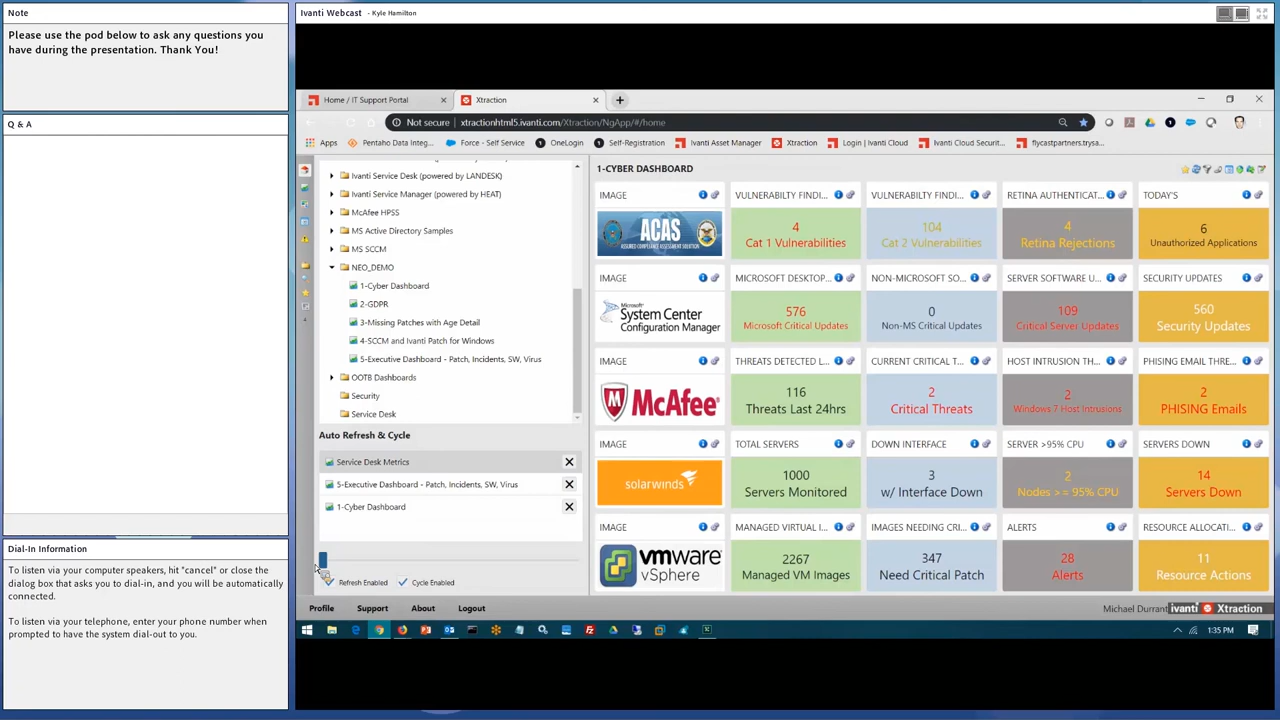 Note
Please use the pod below to ask any questions you
have during the presentation. Thank You!
Q & A
Dial-In Information
To listen via your computer speakers, hit "cancel" or close the
dialog box that asks you to dial-in, and you will be automatically
connected.
To listen via your telephone, enter your phone number when
prompted to have the system dial-out to you.
Ivanti Webcast - Kyle Hamilton
Home / IT Support Portal
Xtraction
Not secure | xtractionhtml5.ivanti.com/Xtraction/NgApp/#/home
Apps
Pentaho Data Integ...
Force - Self Service
OneLogin
Self-Registration
Ivanti Asset Manager
Xtraction
Login | Ivanti Cloud
Ivanti Cloud Securit...
flycastpartners.trysa...
Ivanti Service Desk (powered by LANDESK)
Ivanti Service Manager (powered by HEAT)
McAfee HPSS
MS Active Directory Samples
MS SCCM
NEO_DEMO
1-Cyber Dashboard
2-GDPR
3-Missing Patches with Age Detail
4-SCCM and Ivanti Patch for Windows
5-Executive Dashboard - Patch, Incidents, SW, Virus
OOTB Dashboards
Security
Service Desk
Auto Refresh & Cycle
Service Desk Metrics
5-Executive Dashboard - Patch, Incidents, SW, Virus
1-Cyber Dashboard
Refresh Enabled
Cycle Enabled
Profile
Support
About
Logout
1-CYBER DASHBOARD
IMAGE
VULNERABILTY FINDI...
VULNERABILTY FINDI...
RETINA AUTHENTICAT...
TODAY'S
ACAS
ASSURED COMPLIANCE ASSESSMENT SOLUTION
4
Cat 1 Vulnerabilities
104
Cat 2 Vulnerabilities
4
Retina Rejections
6
Unauthorized Applications
IMAGE
MICROSOFT DESKTOP...
NON-MICROSOFT SO...
SERVER SOFTWARE U...
SECURITY UPDATES
Microsoft
System Center
Configuration Manager
576
Microsoft Critical Updates
0
Non-MS Critical Updates
109
Critical Server Updates
560
Security Updates
IMAGE
THREATS DETECTED L...
CURRENT CRITICAL T...
HOST INTRUSION TH...
PHISING EMAIL THRE...
McAfee
116
Threats Last 24hrs
2
Critical Threats
2
Windows 7 Host Intrusions
2
PHISING Emails
IMAGE
TOTAL SERVERS
DOWN INTERFACE
SERVER >95% CPU
SERVERS DOWN
solarwinds
1000
Servers Monitored
3
w/ Interface Down
2
Nodes >= 95% CPU
14
Servers Down
IMAGE
MANAGED VIRTUAL I...
IMAGES NEEDING CRI...
ALERTS
RESOURCE ALLOCATI...
vmware
vSphere
2267
Managed VM Images
347
Need Critical Patch
28
Alerts
11
Resource Actions
Michael Durrant
ivanti Xtraction
1:35 PM